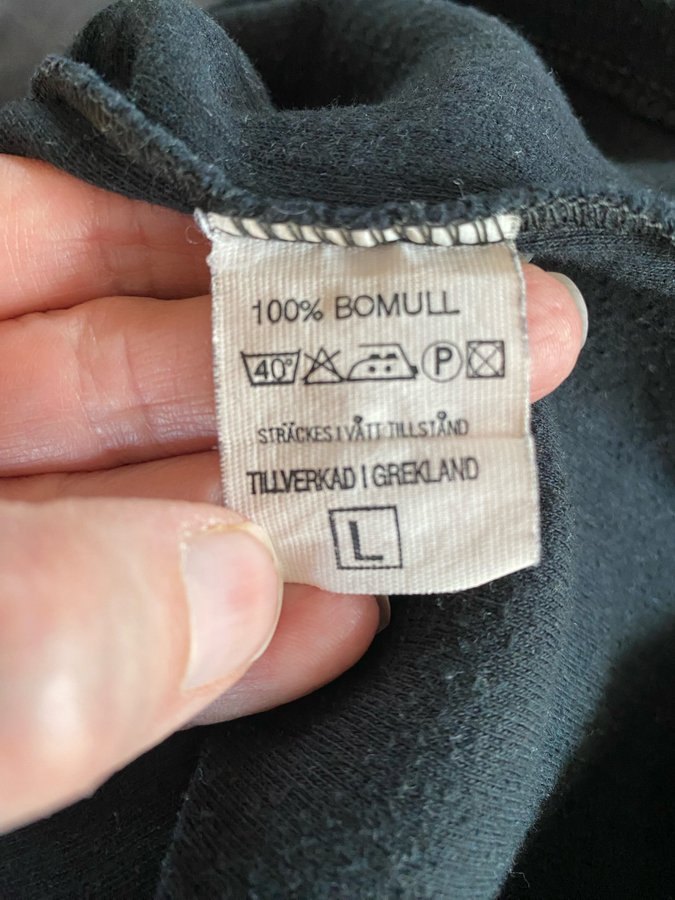 100% BOMULL
40° P
STRÄCKES I VÅTT TILLSTÅND
TILLVERKAD I GREKLAND
L